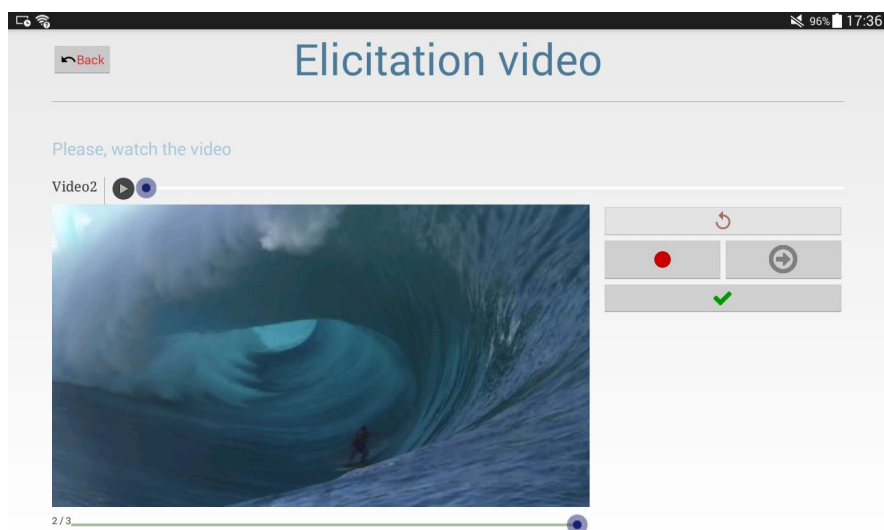 96% 17:36
Back
Elicitation video
Please, watch the video
Video2
2/3